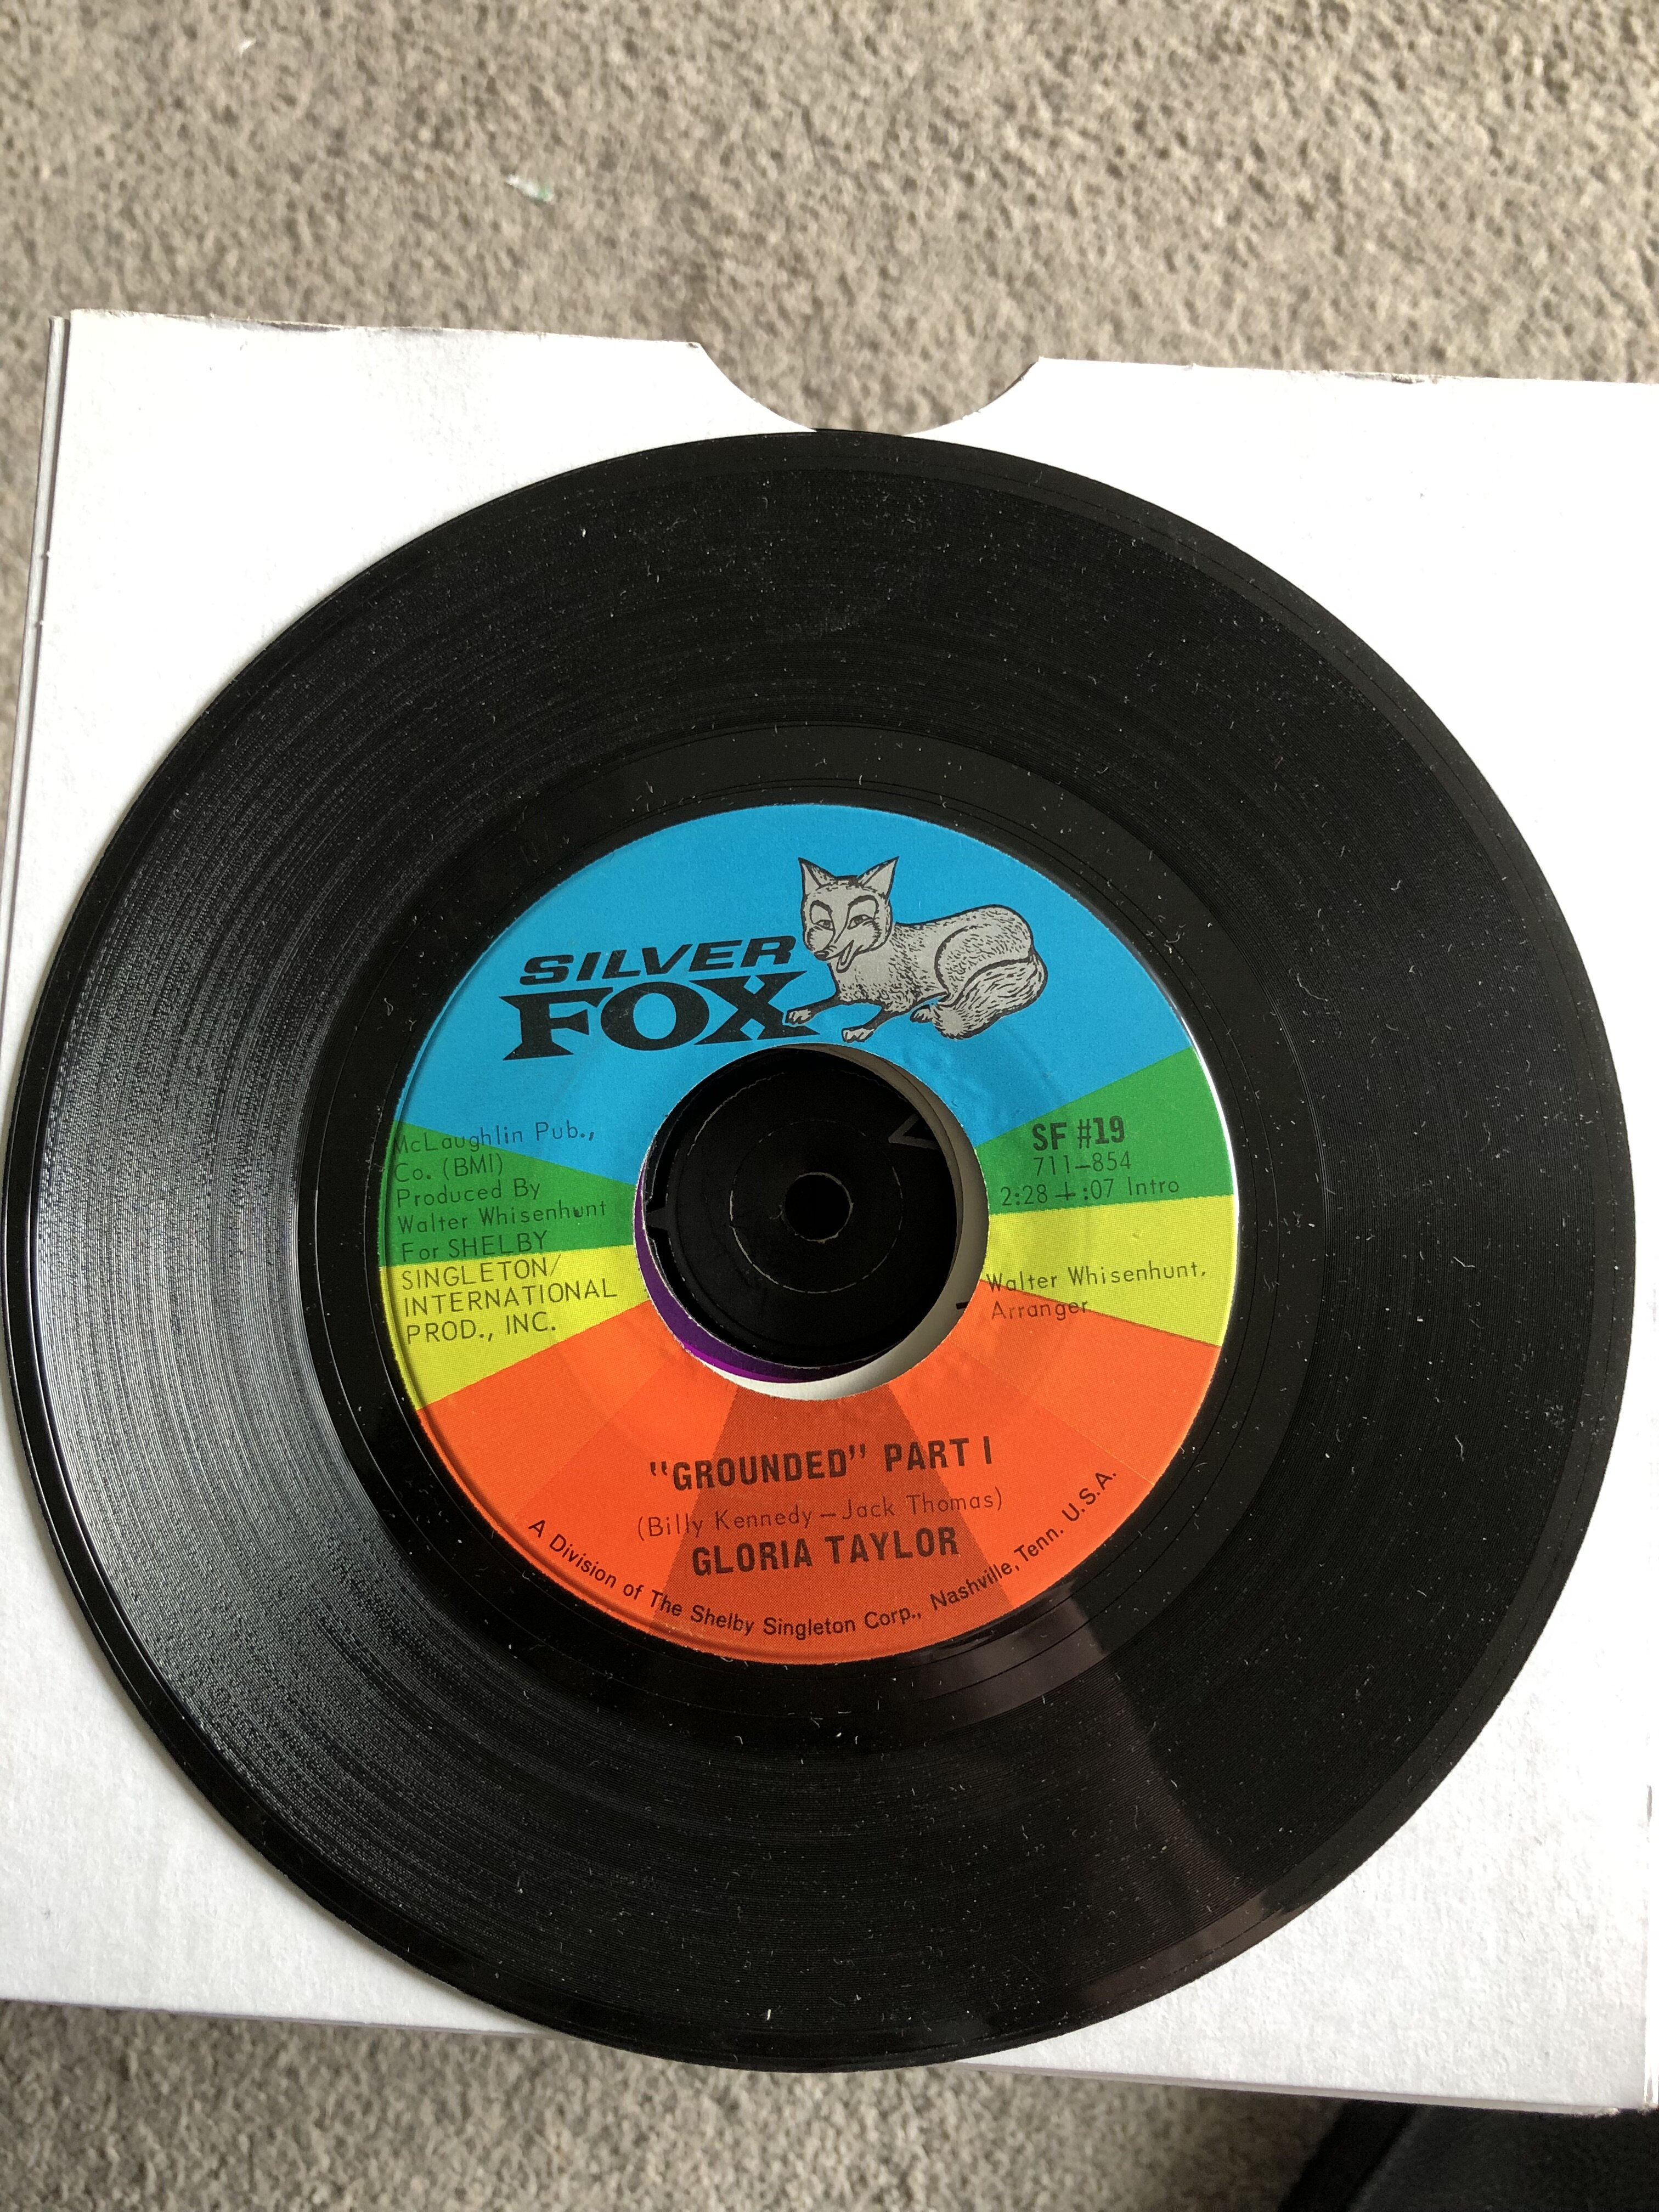 SILVER
FOX
McLaughlin Pub.,
Co. (BMI)
Produced By
Walter Whisenhunt
For SHELBY
SINGLETON/
INTERNATIONAL
PROD., INC.
SF #19
711-854
2:28 + :07 Intro
Walter Whisenhunt,
Arranger
"GROUNDED" PART I
(Billy Kennedy - Jack Thomas)
GLORIA TAYLOR
A Division of The Shelby Singleton Corp., Nashville, Tenn. U.S.A.